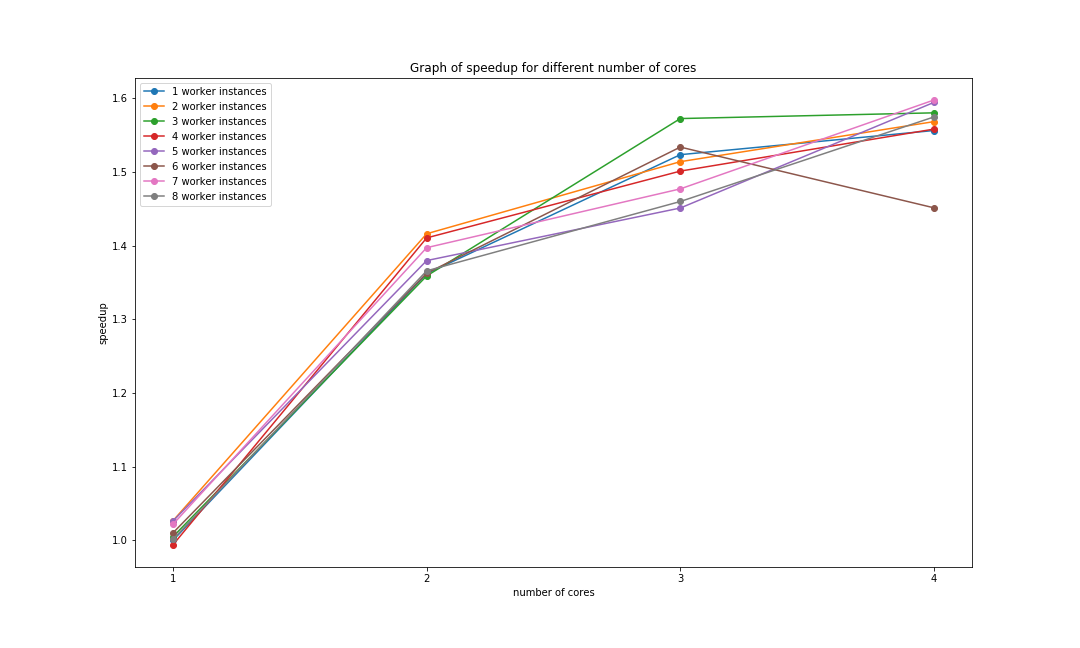 Graph of speedup for different number of cores
1 worker instances
2 worker instances
3 worker instances
4 worker instances
5 worker instances
6 worker instances
7 worker instances
8 worker instances
1.6
1.5
1.4
1.3
1.2
1.1
1.0
speedup
1 2 3 4
number of cores